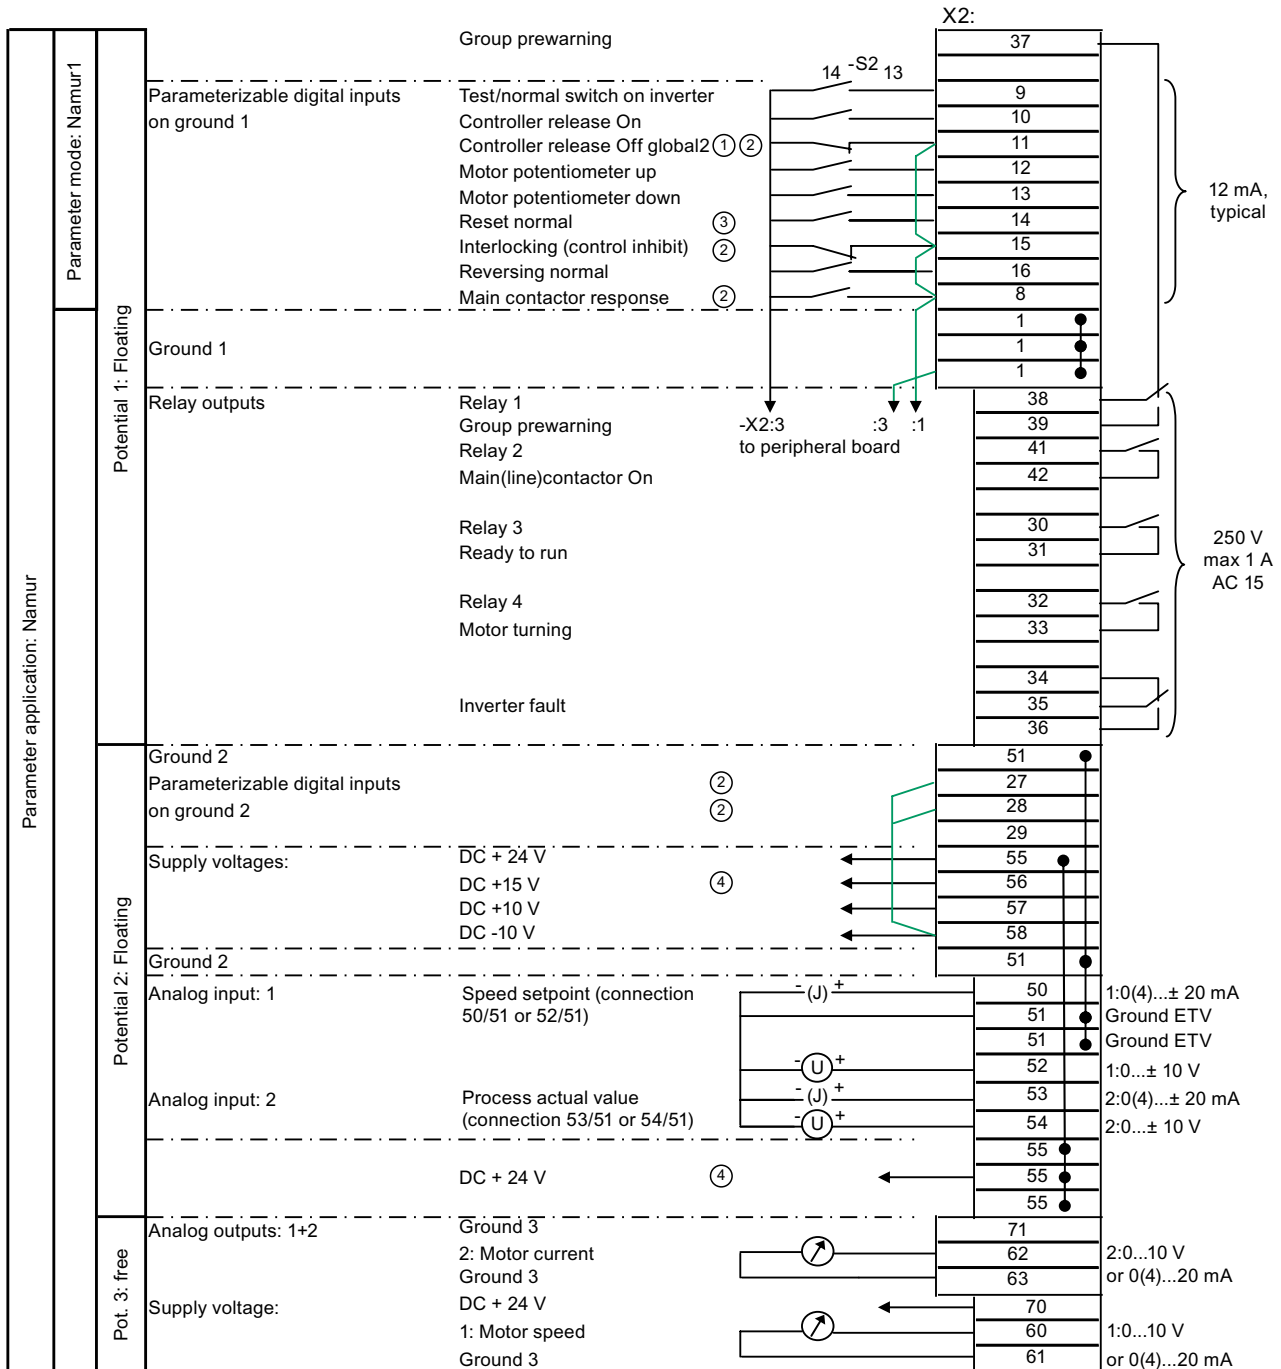 X2:
Group prewarning 37
14 -S2 13
Parameterizable digital inputs Test/normal switch on inverter 9
on ground 1 Controller release On 10
Controller release Off global2 1 2 11
Motor potentiometer up 12
Motor potentiometer down 13
Reset normal 3 14
Interlocking (control inhibit) 2 15
Reversing normal 16
Main contactor response 2 8
12 mA,
typical
1
Ground 1 1
1
Relay outputs Relay 1 38
Group prewarning -X2:3 :3 :1 39
Relay 2 to peripheral board 41
Main(line)contactor On 42
Relay 3 30
Ready to run 31
250 V
max 1 A
AC 15
Relay 4 32
Motor turning 33
34
Inverter fault 35
36
Ground 2 51
Parameterizable digital inputs 2 27
on ground 2 2 28
29
Supply voltages: DC + 24 V 55
DC +15 V 4 56
DC +10 V 57
DC -10 V 58
Ground 2 51
Analog input: 1 Speed setpoint (connection - (J) + 50 1:0(4)...± 20 mA
50/51 or 52/51) 51 Ground ETV
51 Ground ETV
- U + 52 1:0...± 10 V
Analog input: 2 Process actual value - (J) + 53 2:0(4)...± 20 mA
(connection 53/51 or 54/51) - U + 54 2:0...± 10 V
55
DC + 24 V 4 55
55
Analog outputs: 1+2 Ground 3 71
2: Motor current 62 2:0...10 V
Ground 3 63 or 0(4)...20 mA
Supply voltage: DC + 24 V 70
1: Motor speed 60 1:0...10 V
Ground 3 61 or 0(4)...20 mA
Parameter application: Namur
Parameter mode: Namur1
Potential 1: Floating
Potential 2: Floating
Pot. 3: free